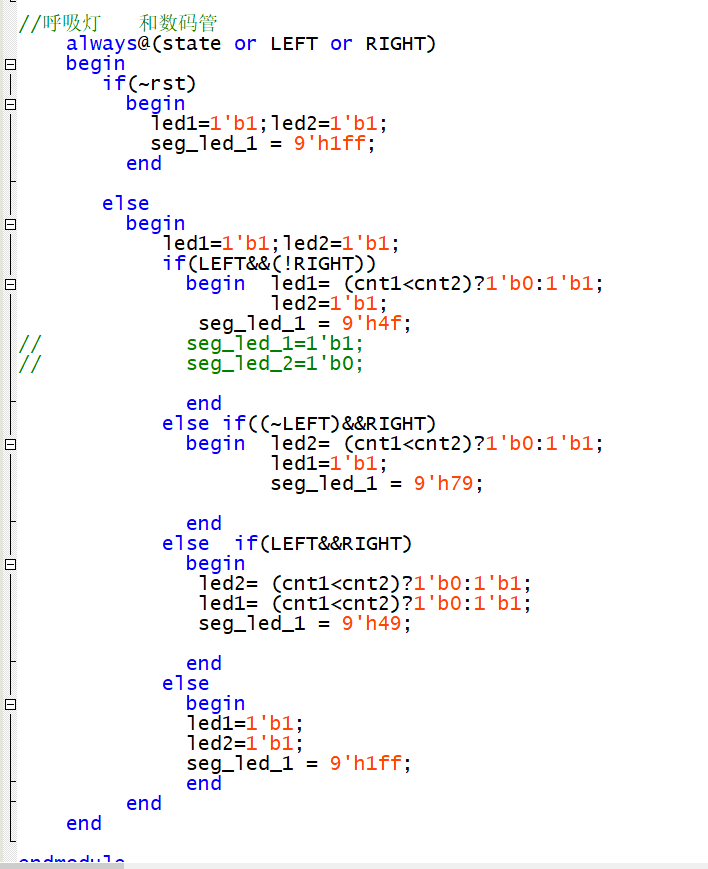 //呼吸灯 和数码管
always@(state or LEFT or RIGHT)
begin
if(~rst)
begin
led1=1'b1;led2=1'b1;
seg_led_1 = 9'h1ff;
end
else
begin
led1=1'b1;led2=1'b1;
if(LEFT&&(!RIGHT))
begin led1= (cnt1<cnt2)?1'b0:1'b1;
led2=1'b1;
seg_led_1 = 9'h4f;
// seg_led_1=1'b1;
// seg_led_2=1'b0;
end
else if((~LEFT)&&RIGHT)
begin led2= (cnt1<cnt2)?1'b0:1'b1;
led1=1'b1;
seg_led_1 = 9'h79;
end
else if(LEFT&&RIGHT)
begin
led2= (cnt1<cnt2)?1'b0:1'b1;
led1= (cnt1<cnt2)?1'b0:1'b1;
seg_led_1 = 9'h49;
end
else
begin
led1=1'b1;
led2=1'b1;
seg_led_1 = 9'h1ff;
end
end
end
endmodule